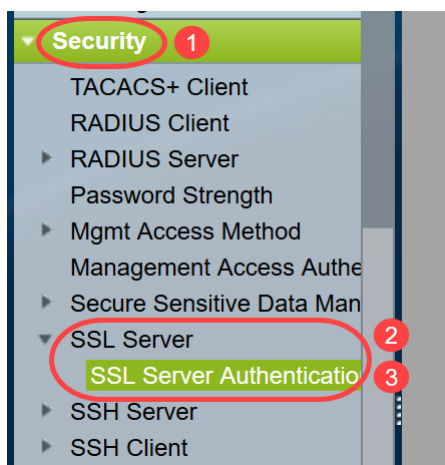 Security 1
TACACS+ Client
RADIUS Client
RADIUS Server
Password Strength
Mgmt Access Method
Management Access Authe
Secure Sensitive Data Man
SSL Server 2
SSL Server Authenticatio 3
SSH Server
SSH Client